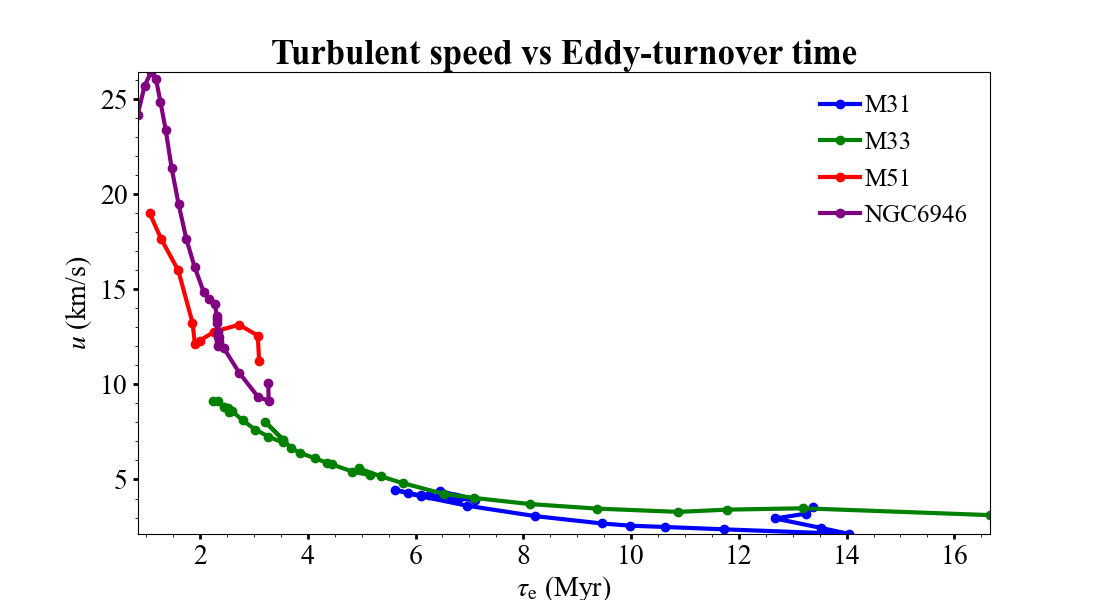 Turbulent speed vs Eddy-turnover time
25
20
15
10
5
u (km/s)
M31
M33
M51
NGC6946
2 4 6 8 10 12 14 16
τe (Myr)